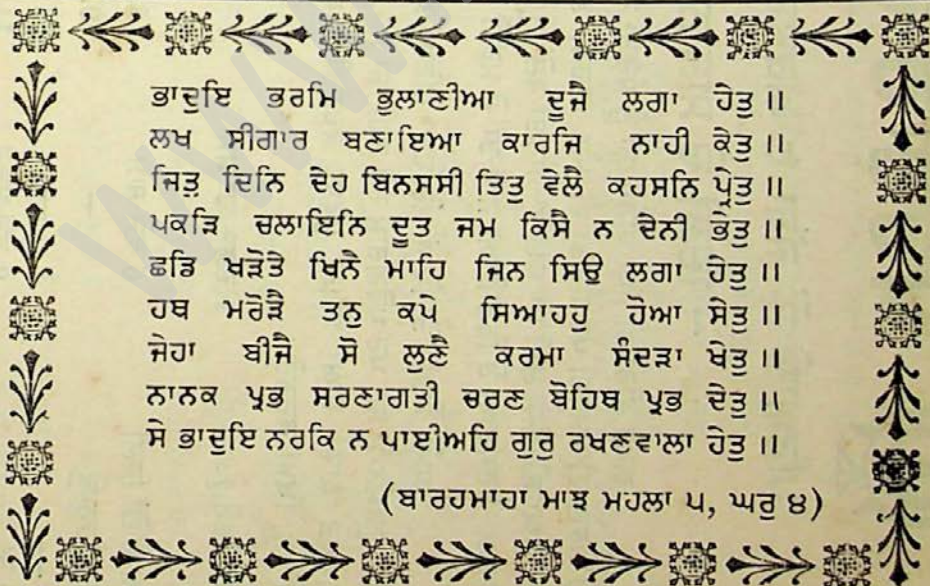 ਭਾਦੁਇ ਭਰਮਿ ਭੁਲਾਣੀਆ ਦੂਜੈ ਲਗਾ ਹੇਤੁ ॥
ਲਖ ਸੀਗਾਰ ਬਣਾਇਆ ਕਾਰਜਿ ਨਾਹੀ ਕੇਤੁ ॥
ਜਿਤੁ ਦਿਨਿ ਦੇਹ ਬਿਨਸਸੀ ਤਿਤੁ ਵੇਲੈ ਕਹਸਨਿ ਪ੍ਰੇਤੁ ॥
ਪਕੜਿ ਚਲਾਇਨਿ ਦੂਤ ਜਮ ਕਿਸੈ ਨ ਦੇਨੀ ਭੇਤੁ ॥
ਛਡਿ ਖੜੋਤੇ ਖਿਨੈ ਮਾਹਿ ਜਿਨ ਸਿਉ ਲਗਾ ਹੇਤੁ ॥
ਹਥ ਮਰੋੜੈ ਤਨੁ ਕਪੇ ਸਿਆਹਹੁ ਹੋਆ ਸੇਤੁ ॥
ਜੇਹਾ ਬੀਜੈ ਸੋ ਲੁਣੈ ਕਰਮਾ ਸੰਦੜਾ ਖੇਤੁ ॥
ਨਾਨਕ ਪ੍ਰਭ ਸਰਣਾਗਤੀ ਚਰਣ ਬੋਹਿਥ ਪ੍ਰਭ ਦੇਤੁ ॥
ਸੇ ਭਾਦੁਇ ਨਰਕਿ ਨ ਪਾਈਅਹਿ ਗੁਰੁ ਰਖਣਵਾਲਾ ਹੇਤੁ ॥
(ਬਾਰਹਮਾਹਾ ਮਾਝ ਮਹਲਾ ੫, ਘਰੁ ੪)